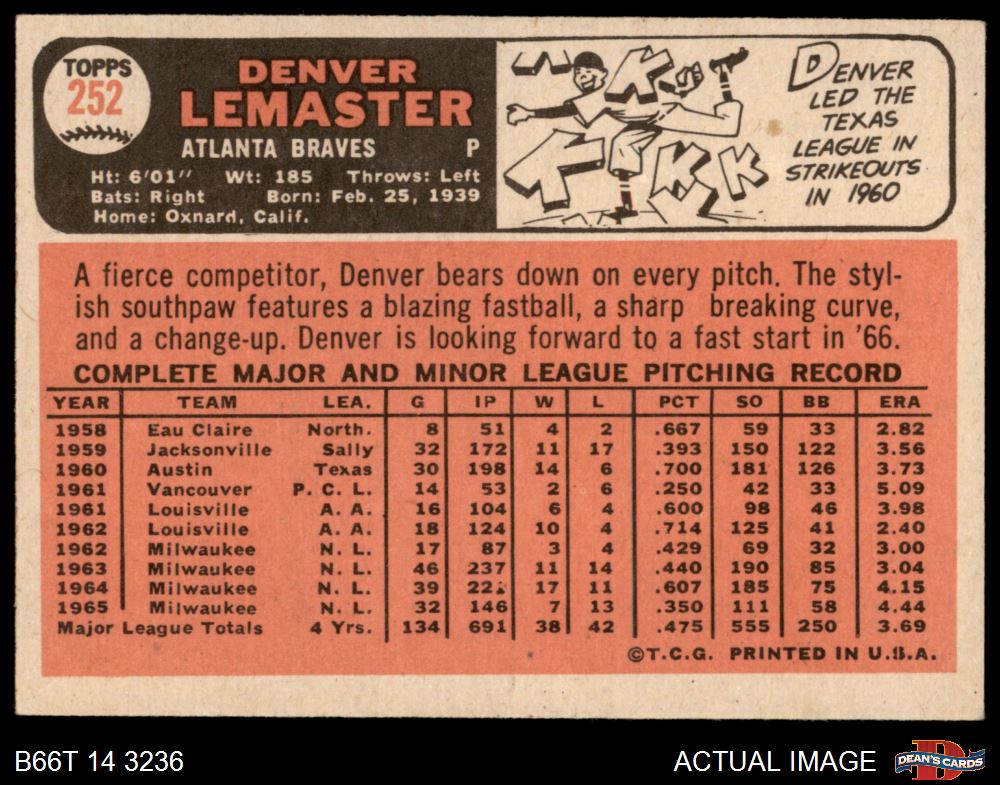 TOPPS
252
DENVER
LEMASTER
ATLANTA BRAVES P
Ht: 6'01" Wt: 185 Throws: Left
Bats: Right Born: Feb. 25, 1939
Home: Oxnard, Calif.
K K K K K
DENVER
LED THE
TEXAS
LEAGUE IN
STRIKEOUTS
IN 1960
A fierce competitor, Denver bears down on every pitch. The styl-
ish southpaw features a blazing fastball, a sharp breaking curve,
and a change-up. Denver is looking forward to a fast start in '66.
COMPLETE MAJOR AND MINOR LEAGUE PITCHING RECORD
YEAR TEAM LEA. G IP W L PCT SO BB ERA
1958 Eau Claire North. 8 51 4 2 .667 59 33 2.82
1959 Jacksonville Sally 32 172 11 17 .393 150 122 3.56
1960 Austin Texas 30 198 14 6 .700 181 126 3.73
1961 Vancouver P. C. L. 14 53 2 6 .250 42 33 5.09
1961 Louisville A. A. 16 104 6 4 .600 98 46 3.98
1962 Louisville A. A. 18 124 10 4 .714 125 41 2.40
1962 Milwaukee N. L. 17 87 3 4 .429 69 32 3.00
1963 Milwaukee N. L. 46 237 11 14 .440 190 85 3.04
1964 Milwaukee N. L. 39 17 11 .607 185 75 4.15
1965 Milwaukee N. L. 32 146 7 13 .350 111 58 4.44
Major League Totals 4 Yrs. 134 691 38 42 .475 555 250 3.69
©T.C.G. PRINTED IN U.S.A.
B66T 14 3236
ACTUAL IMAGE
DEAN'S CARDS